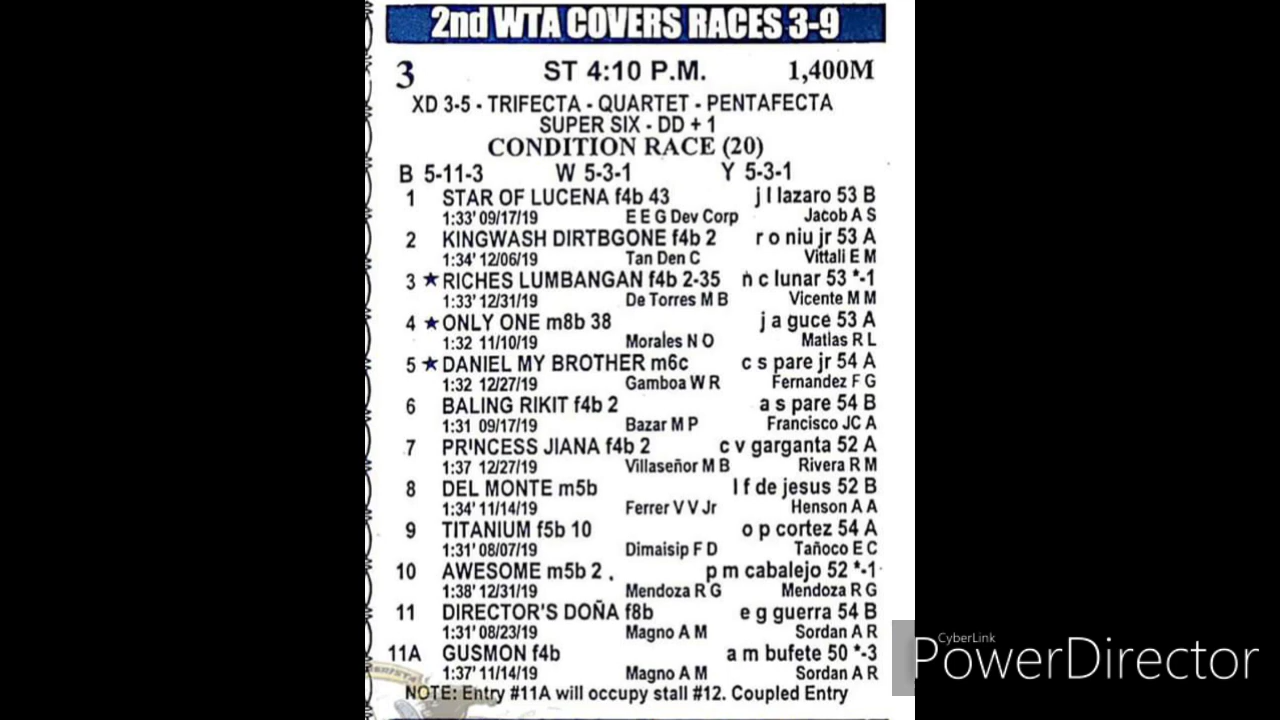 2nd WTA COVERS RACES 3-9
3 ST 4:10 P.M. 1,400M
XD 3-5 - TRIFECTA - QUARTET - PENTAFECTA
SUPER SIX - DD + 1
CONDITION RACE (20)
B 5-11-3 W 5-3-1 Y 5-3-1
1 STAR OF LUCENA f4b 43 j l lazaro 53 B
1:33' 09/17/19 E E G Dev Corp Jacob A S
2 KINGWASH DIRTBGONE f4b 2 r o niu jr 53 A
1:34' 12/06/19 Tan Den C Vittali E M
3 ★ RICHES LUMBANGAN f4b 2-35 n c lunar 53 *-1
1:33' 12/31/19 De Torres M B Vicente M M
4 ★ ONLY ONE m8b 38 j a guce 53 A
1:32 11/10/19 Morales N O Matias R L
5 ★ DANIEL MY BROTHER m6c c s pare jr 54 A
1:32 12/27/19 Gamboa W R Fernandez F G
6 BALING RIKIT f4b 2 a s pare 54 B
1:31 09/17/19 Bazar M P Francisco JC A
7 PRINCESS JIANA f4b 2 c v garganta 52 A
1:37 12/27/19 Villaseñor M B Rivera R M
8 DEL MONTE m5b l f de jesus 52 B
1:34' 11/14/19 Ferrer V V Jr Henson A A
9 TITANIUM f5b 10 o p cortez 54 A
1:31' 08/07/19 Dimaisip F D Tañoco E C
10 AWESOME m5b 2 p m cabalejo 52 *-1
1:38' 12/31/19 Mendoza R G Mendoza R G
11 DIRECTOR'S DOÑA f8b e g guerra 54 B
1:31' 08/23/19 Magno A M Sordan A R
11A GUSMON f4b a m bufete 50 *-3
1:37' 11/14/19 Magno A M Sordan A R
NOTE: Entry #11A will occupy stall #12. Coupled Entry
CyberLink
PowerDirector